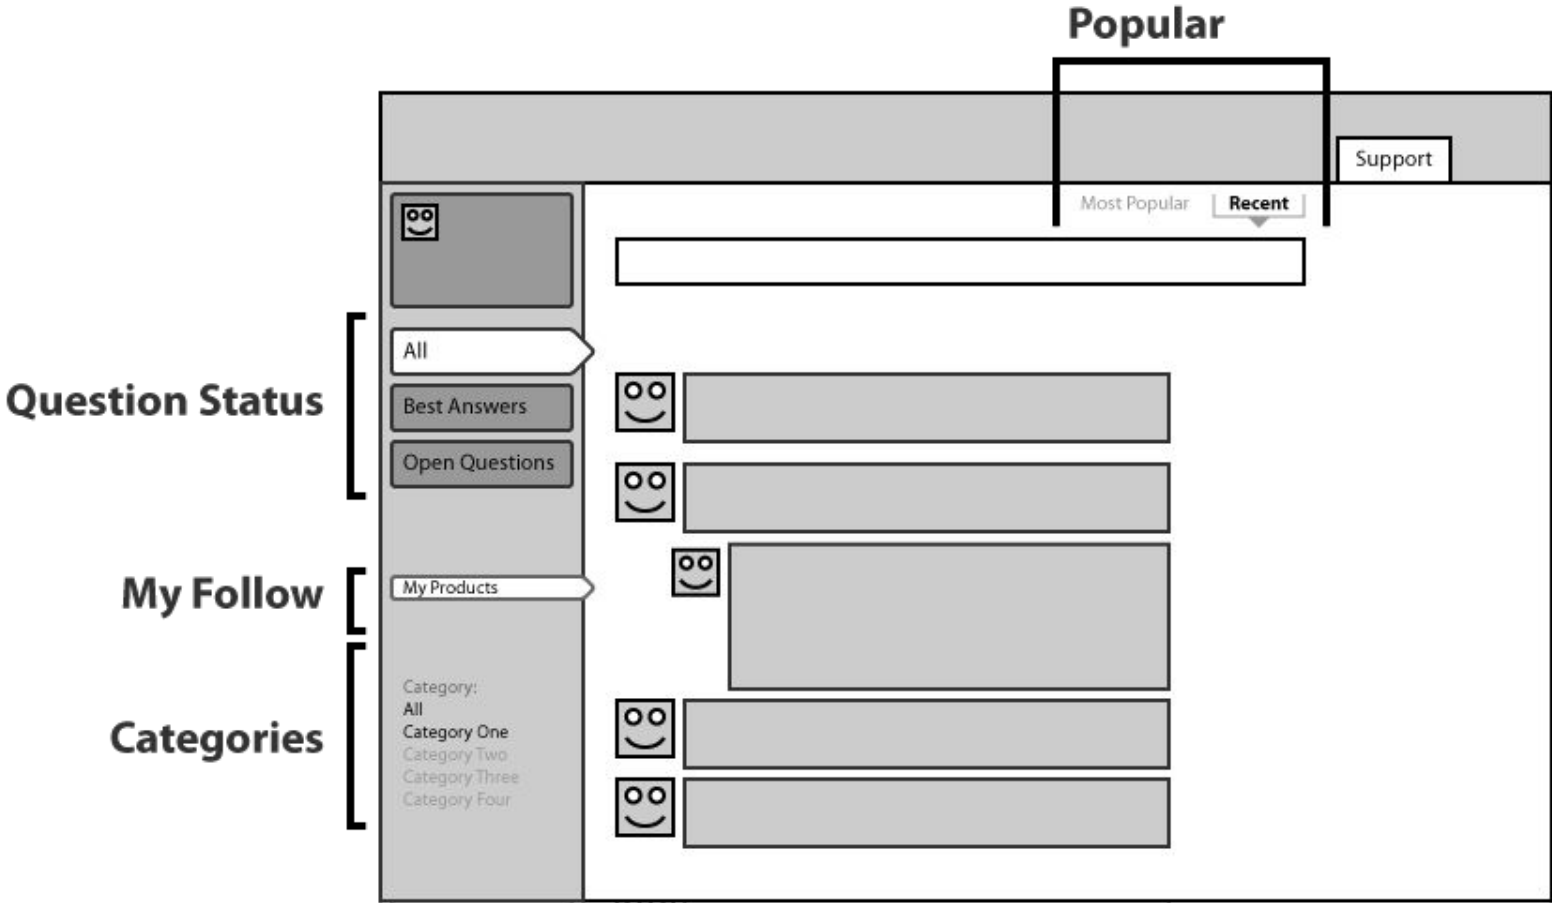 Popular
Support
Most Popular
Recent
All
Question Status
Best Answers
Open Questions
My Follow
My Products
Categories
Category:
All
Category One
Category Two
Category Three
Category Four